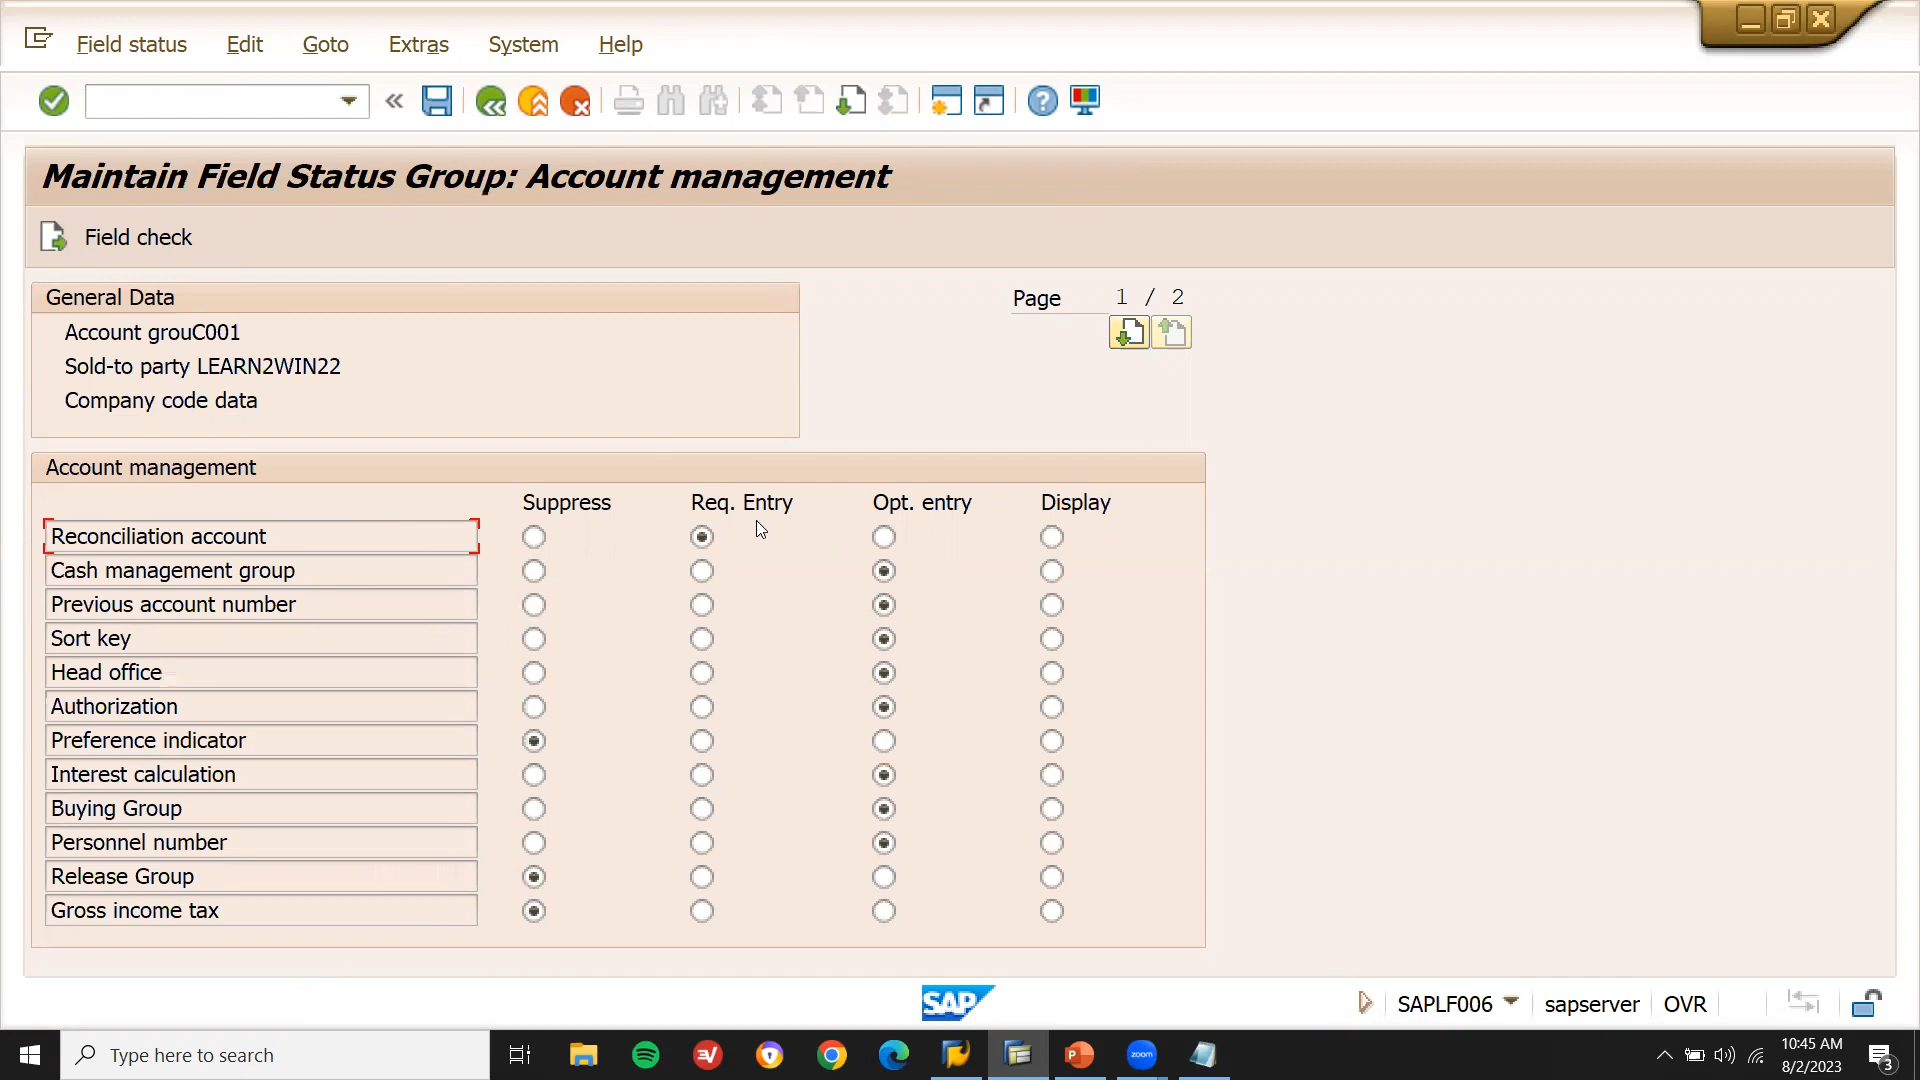 Field status Edit Goto Extras System Help
Maintain Field Status Group: Account management
Field check
General Data
Account grouC001
Sold-to party LEARN2WIN22
Company code data
Page 1 / 2
Account management
Suppress Req. Entry Opt. entry Display
Reconciliation account
Cash management group
Previous account number
Sort key
Head office
Authorization
Preference indicator
Interest calculation
Buying Group
Personnel number
Release Group
Gross income tax
SAP
SAPLF006 sapserver OVR
Type here to search
EV
P
zoom
10:45 AM
8/2/2023
3